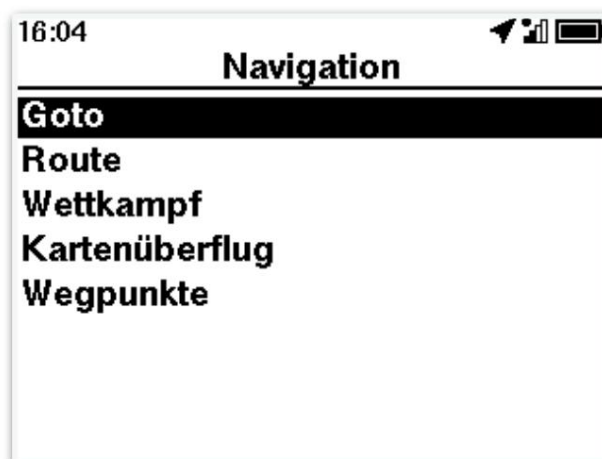 16:04
Navigation
Goto
Route
Wettkampf
Kartenüberflug
Wegpunkte